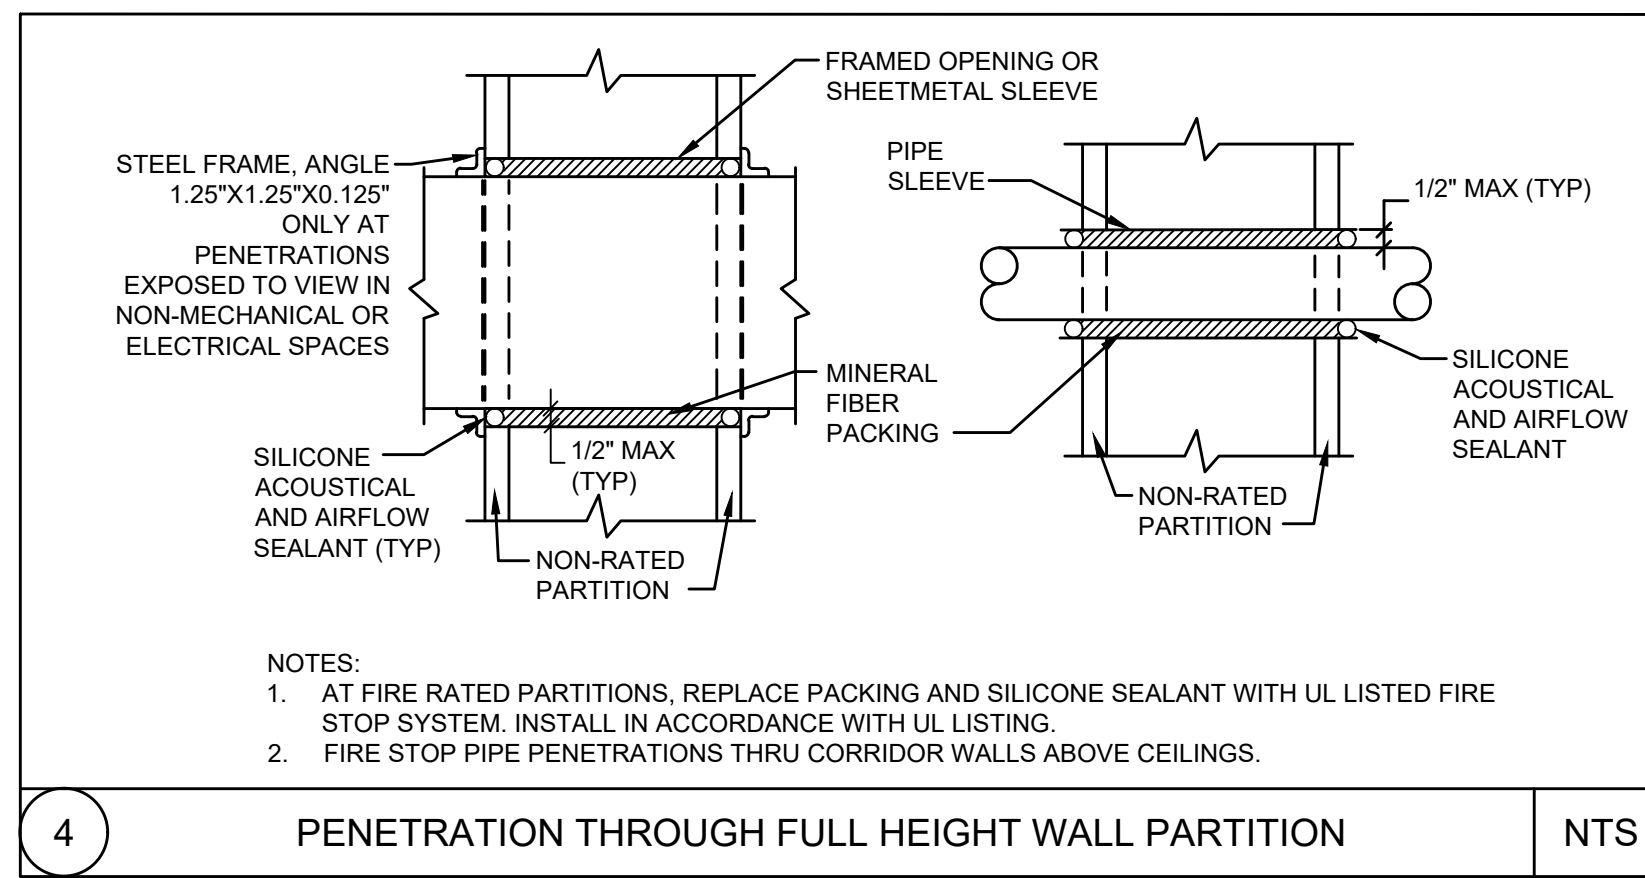 FRAMED OPENING OR
SHEETMETAL SLEEVE
STEEL FRAME, ANGLE
1.25"X1.25"X0.125"
ONLY AT
PENETRATIONS
EXPOSED TO VIEW IN
NON-MECHANICAL OR
ELECTRICAL SPACES
MINERAL
FIBER
PACKING
SILICONE
ACOUSTICAL
AND AIRFLOW
SEALANT (TYP)
1/2" MAX
(TYP)
NON-RATED
PARTITION
PIPE
SLEEVE
1/2" MAX (TYP)
SILICONE
ACOUSTICAL
AND AIRFLOW
SEALANT
NON-RATED
PARTITION
NOTES:
1. AT FIRE RATED PARTITIONS, REPLACE PACKING AND SILICONE SEALANT WITH UL LISTED FIRE
STOP SYSTEM. INSTALL IN ACCORDANCE WITH UL LISTING.
2. FIRE STOP PIPE PENETRATIONS THRU CORRIDOR WALLS ABOVE CEILINGS.
4
PENETRATION THROUGH FULL HEIGHT WALL PARTITION
NTS